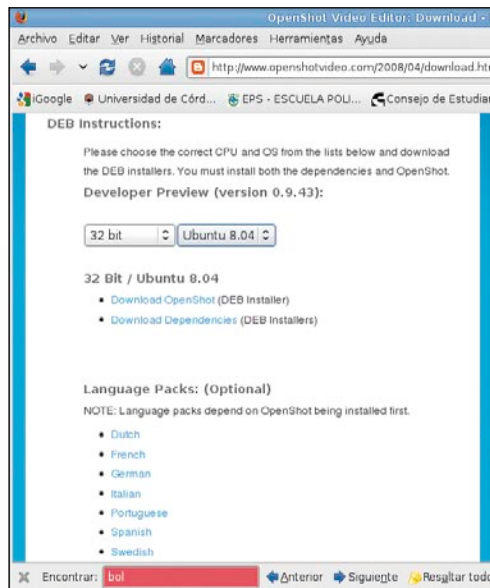 OpenShot Video Editor: Download -
Archivo Editar Ver Historial Marcadores Herramientas Ayuda
http://www.openshotvideo.com/2008/04/download.htm
iGoogle Universidad de Córd... EPS - ESCUELA POLI... Consejo de Estudian
DEB Instructions:
Please choose the correct CPU and OS from the lists below and download
the DEB installers. You must install both the dependencies and OpenShot.
Developer Preview (version 0.9.43):
32 bit Ubuntu 8.04
32 Bit / Ubuntu 8.04
• Download OpenShot (DEB Installer)
• Download Dependencies (DEB Installers)
Language Packs: (Optional)
NOTE: Language packs depend on OpenShot being installed first.
• Dutch
• French
• German
• Italian
• Portuguese
• Spanish
• Swedish
Encontrar: bol Anterior Siguiente Resaltar todo